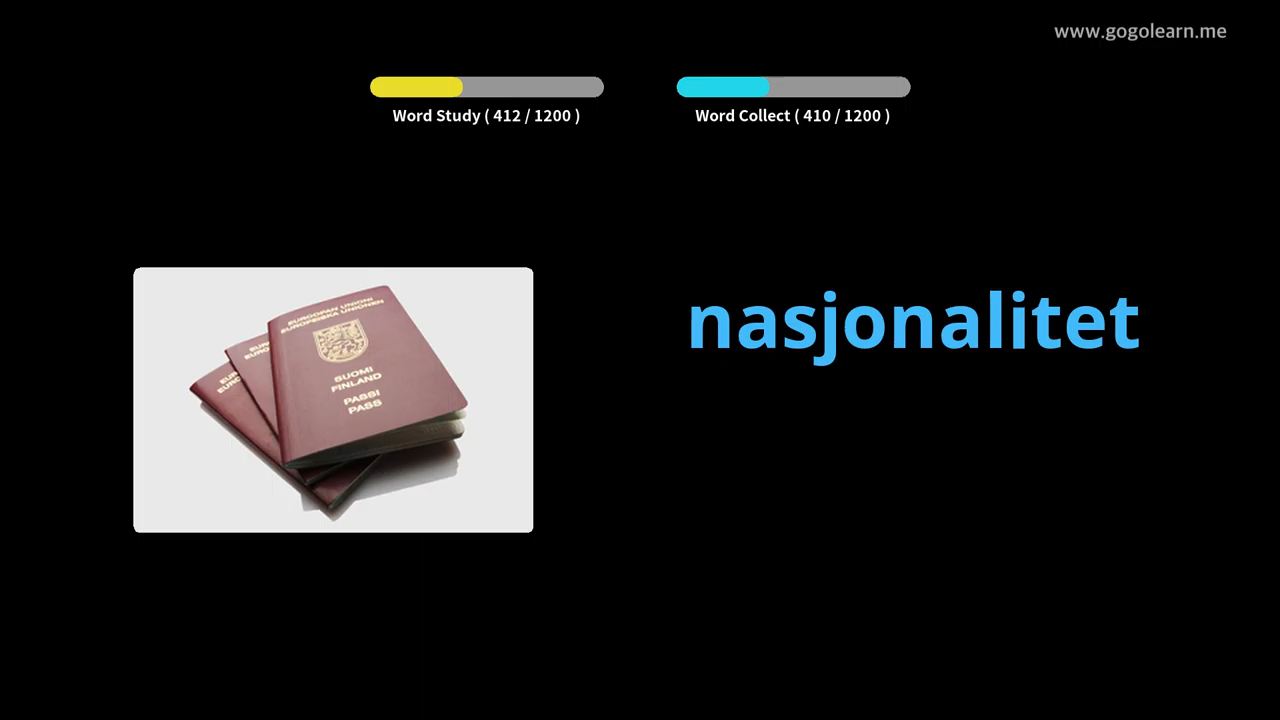 www.gogolearn.me
Word Study ( 412 / 1200 )
Word Collect ( 410 / 1200 )
nasjonalitet
EUROOPAN UNIONI
EUROPEISKA UNIONEN
SUOMI
FINLAND
PASSI
PASS